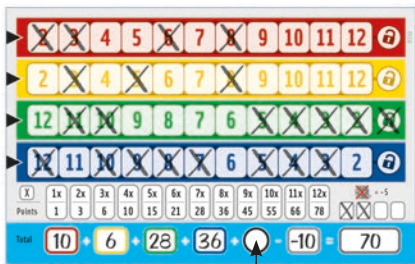 2 3 4 5 6 7 8 9 10 11 12
2 3 4 5 6 7 8 9 10 11 12
12 11 10 9 8 7 6 5 4 3 2
12 11 10 9 8 7 6 5 4 3 2
X 1x 2x 3x 4x 5x 6x 7x 8x 9x 10x 11x 12x X = -5
Points 1 3 6 10 15 21 28 36 45 55 66 78 X X
Total 10 + 6 + 28 + 36 + - -10 = 70